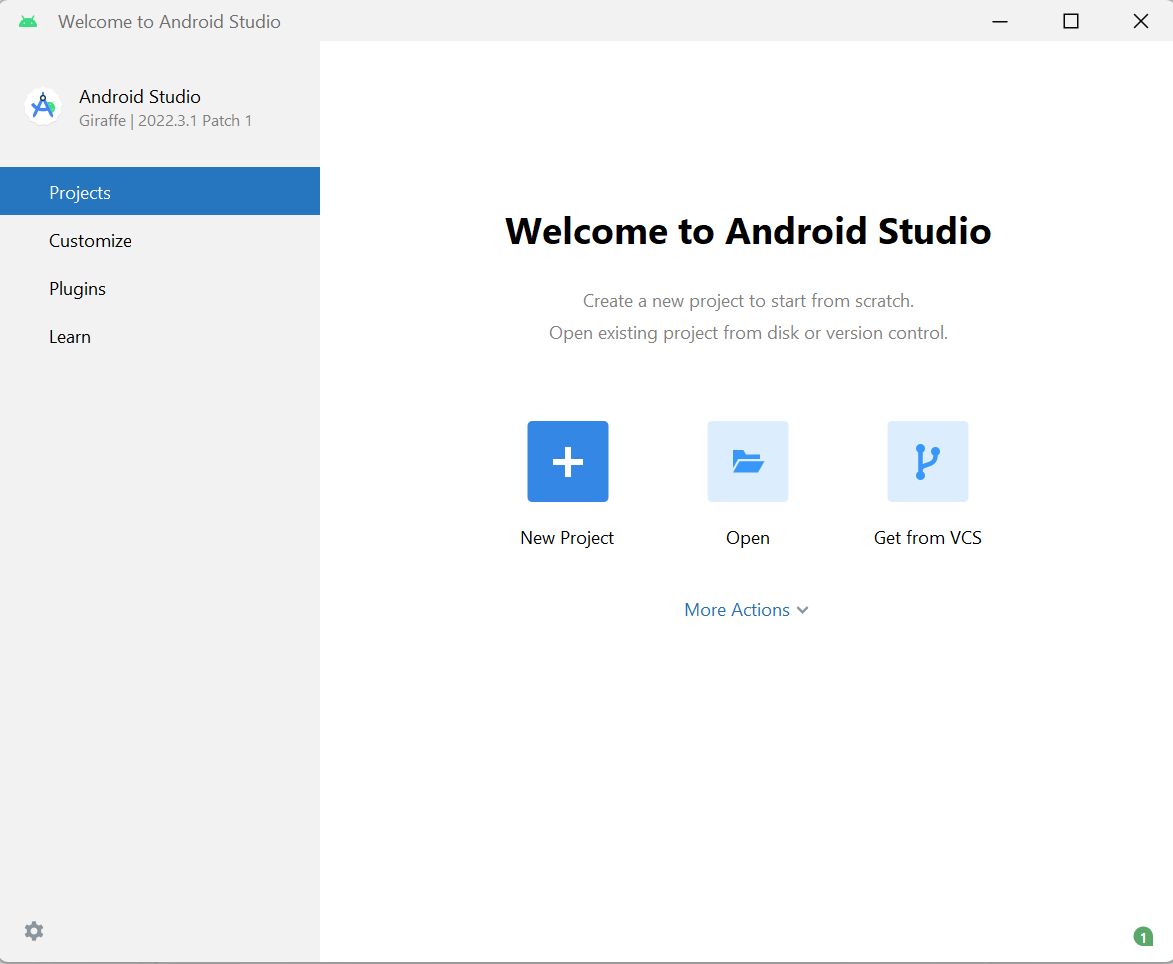 Welcome to Android Studio
Android Studio
Giraffe | 2022.3.1 Patch 1
Projects
Customize
Plugins
Learn
Welcome to Android Studio
Create a new project to start from scratch.
Open existing project from disk or version control.
New Project
Open
Get from VCS
More Actions
1